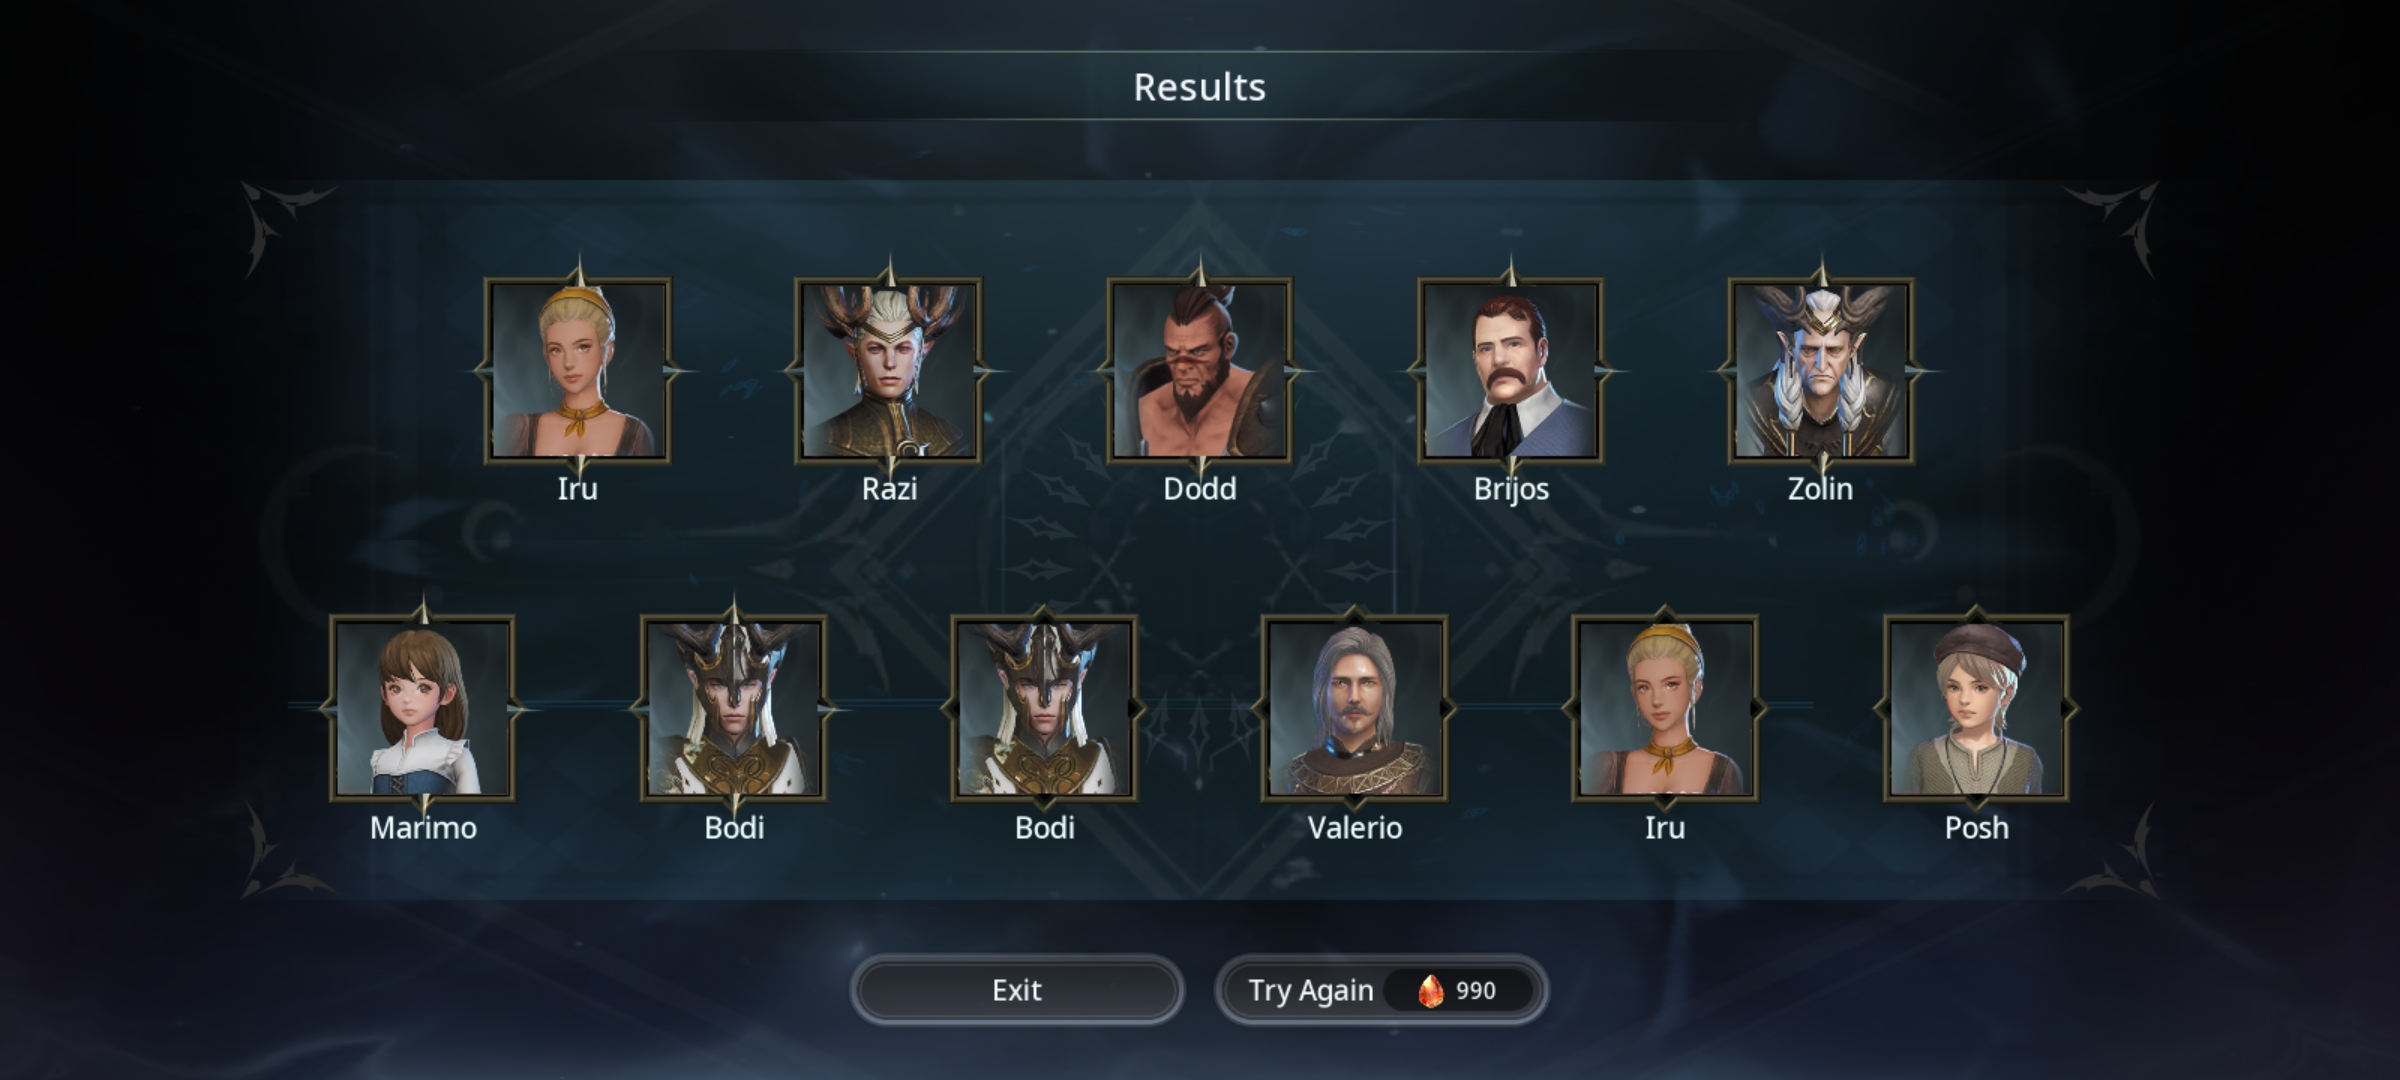 Results
Iru
Razi
Dodd
Brijos
Zolin
Marimo
Bodi
Bodi
Valerio
Iru
Posh
Exit
Try Again 990